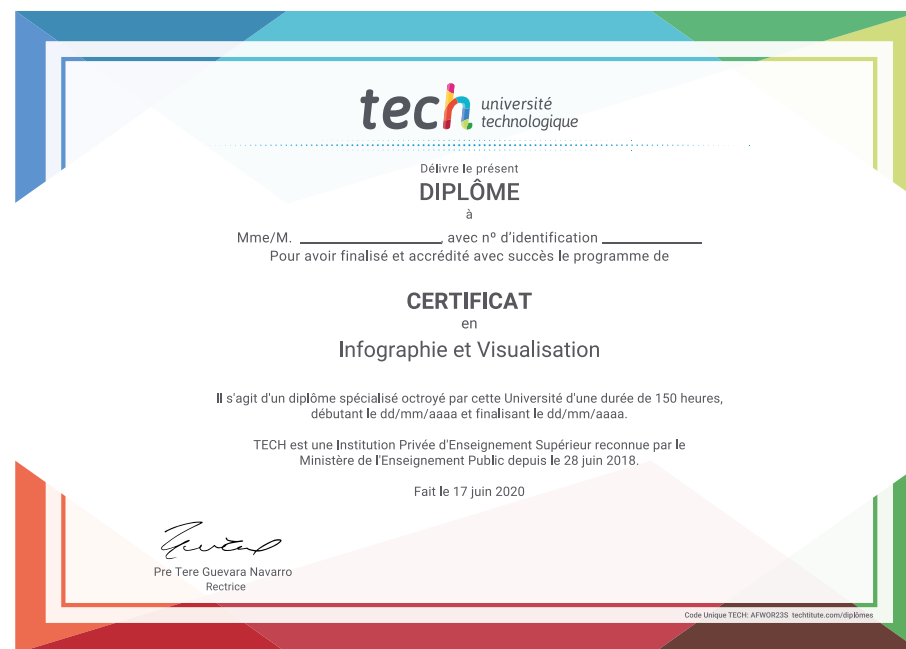 tech université
technologique
Délivre le présent
DIPLÔME
à
Mme/M. ____________________, avec nº d'identification ______________
Pour avoir finalisé et accrédité avec succès le programme de
CERTIFICAT
en
Infographie et Visualisation
Il s'agit d'un diplôme spécialisé octroyé par cette Université d'une durée de 150 heures,
débutant le dd/mm/aaaa et finalisant le dd/mm/aaaa.
TECH est une Institution Privée d'Enseignement Supérieur reconnue par le
Ministère de l'Enseignement Public depuis le 28 juin 2018.
Fait le 17 juin 2020
Pre Tere Guevara Navarro
Rectrice
Code Unique TECH: AFWOR23S techtitute.com/diplômes